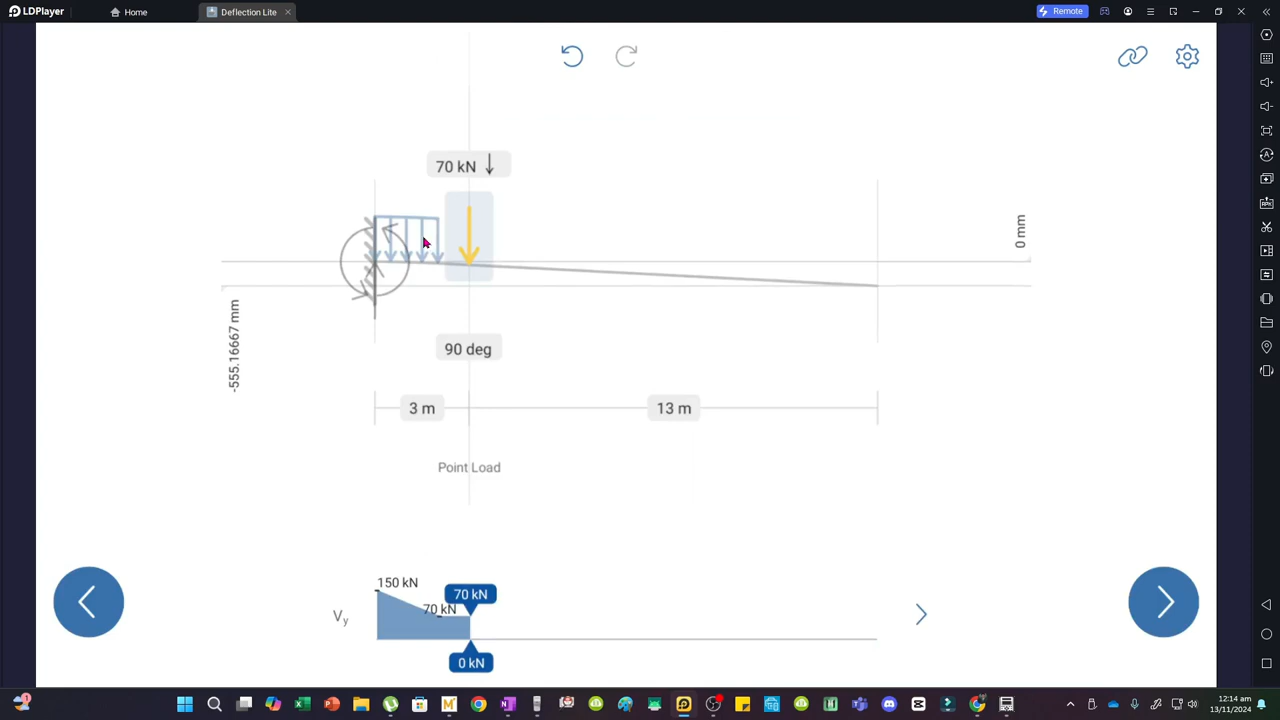 LDPlayer
Home
Deflection Lite
Remote
70 kN
0 mm
-555.16667 mm
90 deg
3 m
13 m
Point Load
150 kN
70 kN
70 kN
Vy
0 kN
12:14 am
13/11/2024